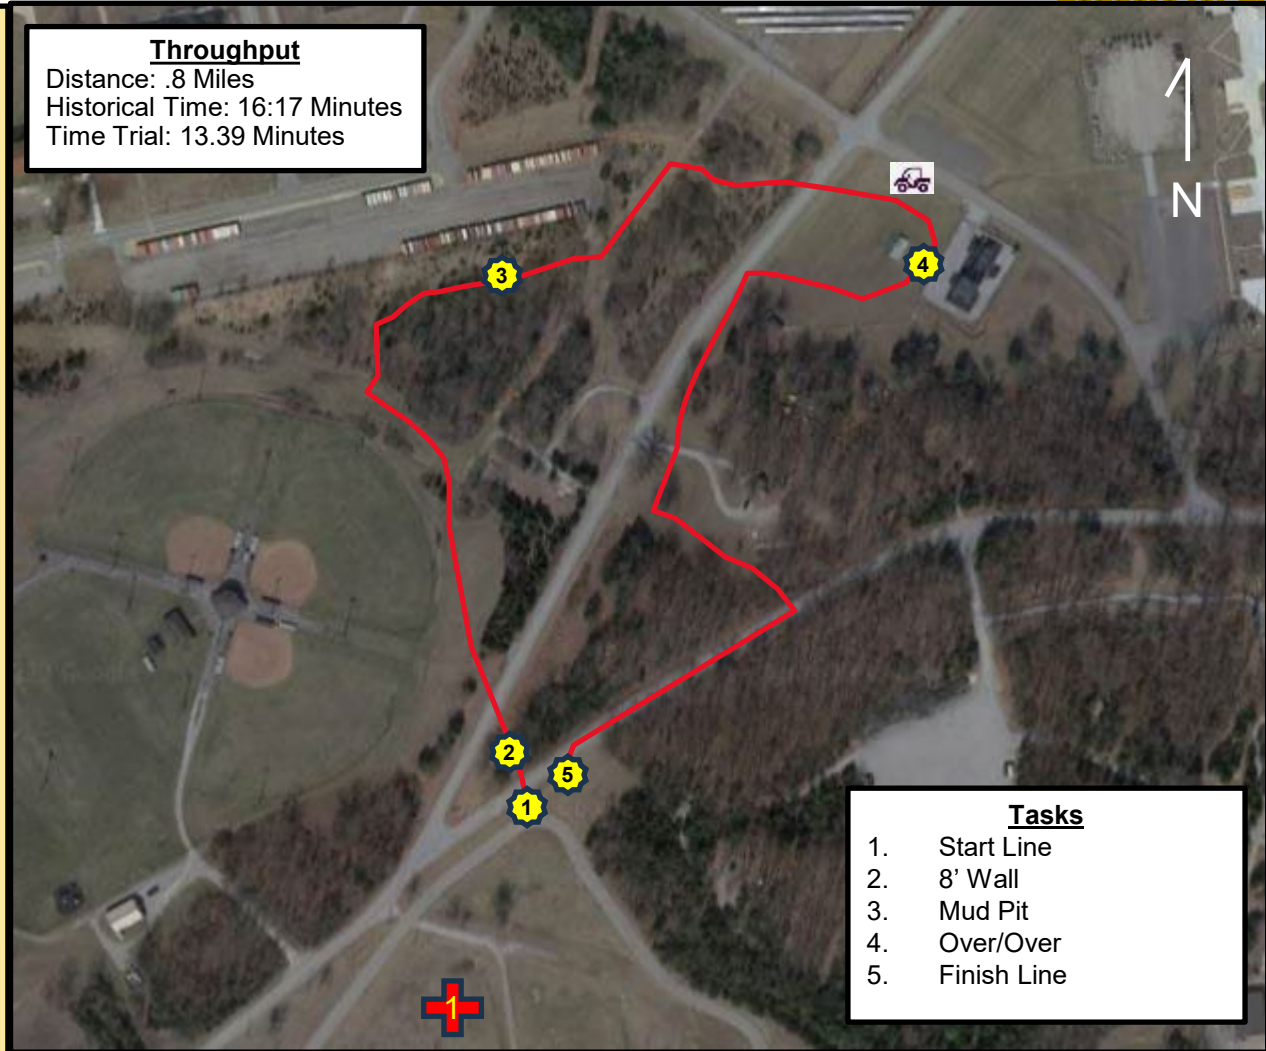 Throughput
Distance: .8 Miles
Historical Time: 16:17 Minutes
Time Trial: 13.39 Minutes
N
4
3
2
5
1
Tasks
1. Start Line
2. 8’ Wall
3. Mud Pit
4. Over/Over
5. Finish Line
1